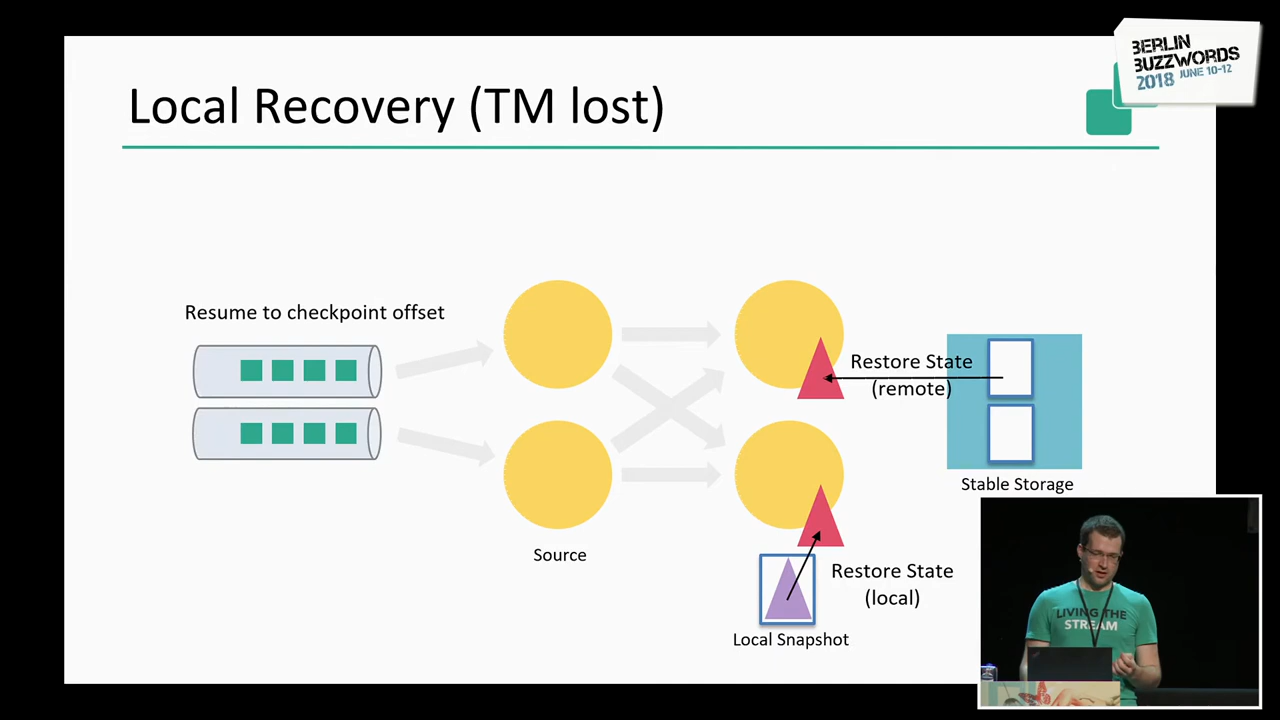 BERLIN
BUZZWORDS
2018 JUNE 10-12
Local Recovery (TM lost)
Resume to checkpoint offset
Restore State
(remote)
Stable Storage
Source
Restore State
(local)
Local Snapshot
LIVING THE
STREAM